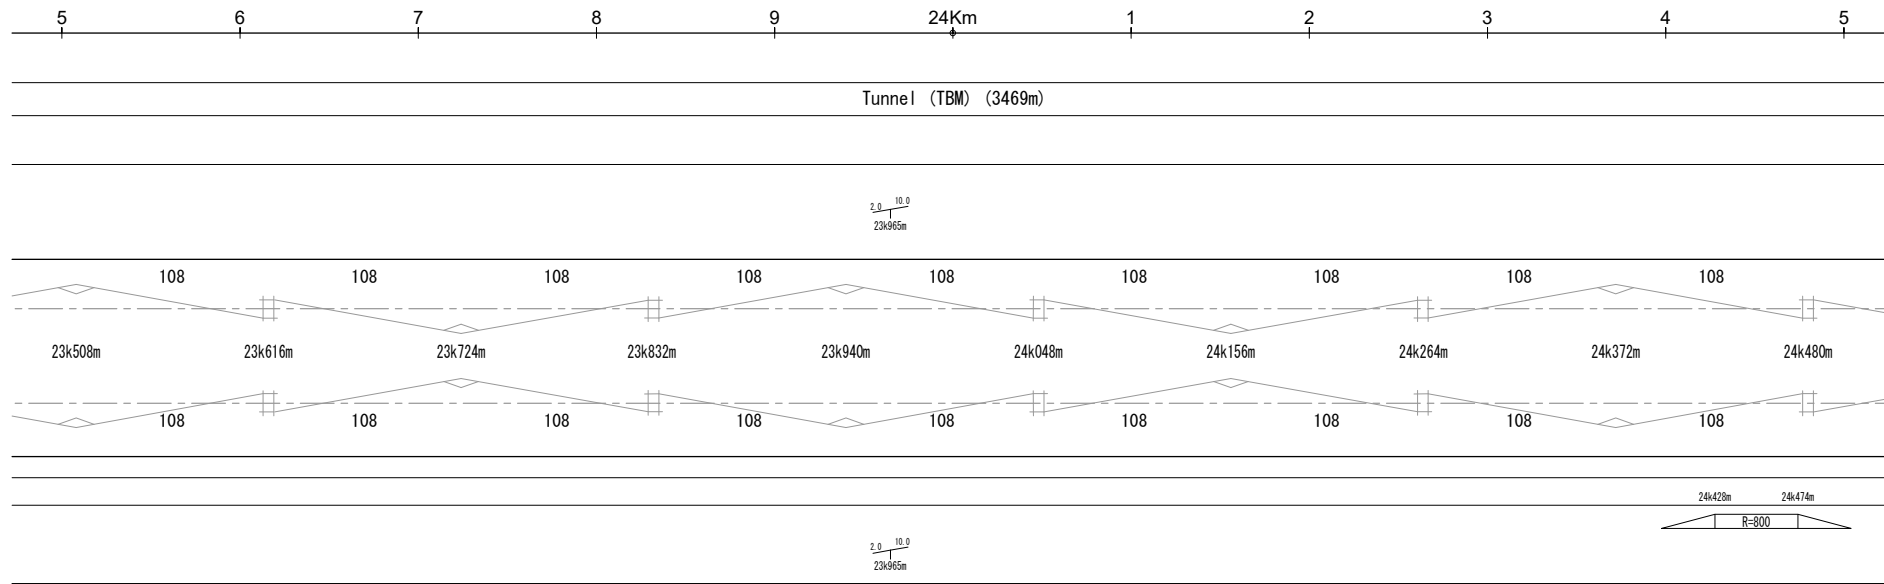 5 6 7 8 9 24Km 1 2 3 4 5
Tunnel (TBM) (3469m)
2.0 10.0
23k965m
108 108 108 108 108 108 108 108 108
23k508m 23k616m 23k724m 23k832m 23k940m 24k048m 24k156m 24k264m 24k372m 24k480m
108 108 108 108 108 108 108 108 108
24k428m 24k474m
R=800
2.0 10.0
23k965m